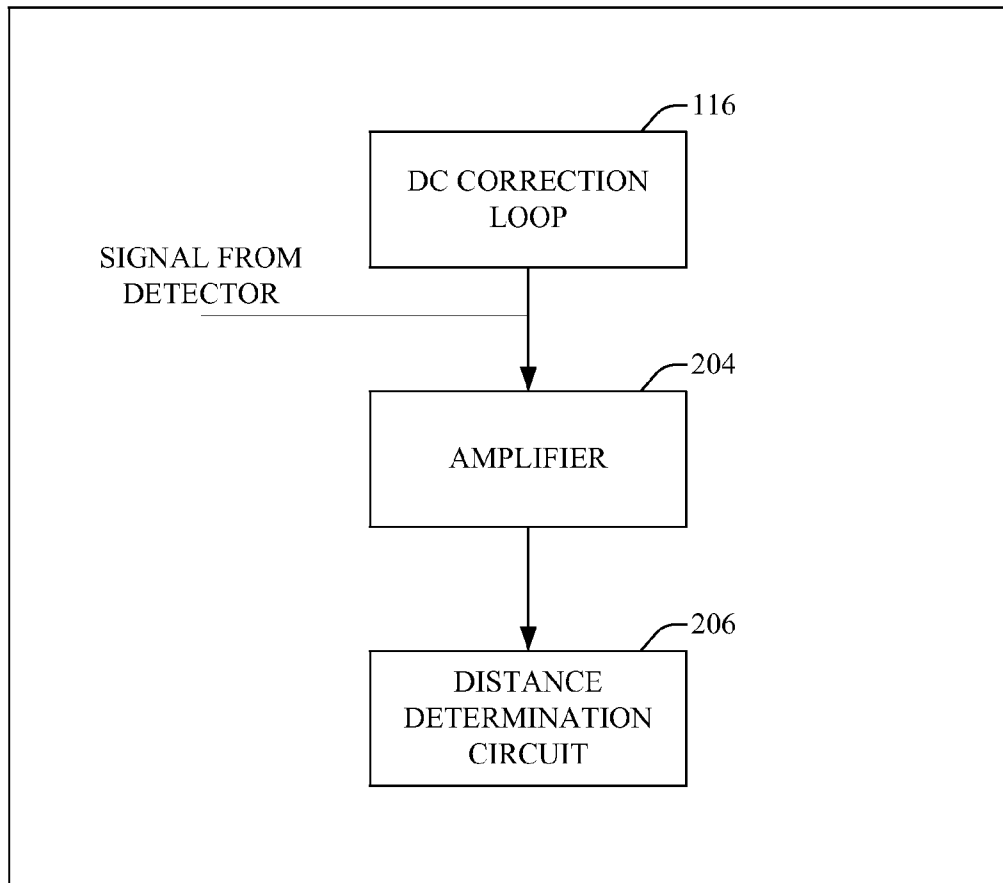 116
DC CORRECTION
LOOP
SIGNAL FROM
DETECTOR
204
AMPLIFIER
206
DISTANCE
DETERMINATION
CIRCUIT